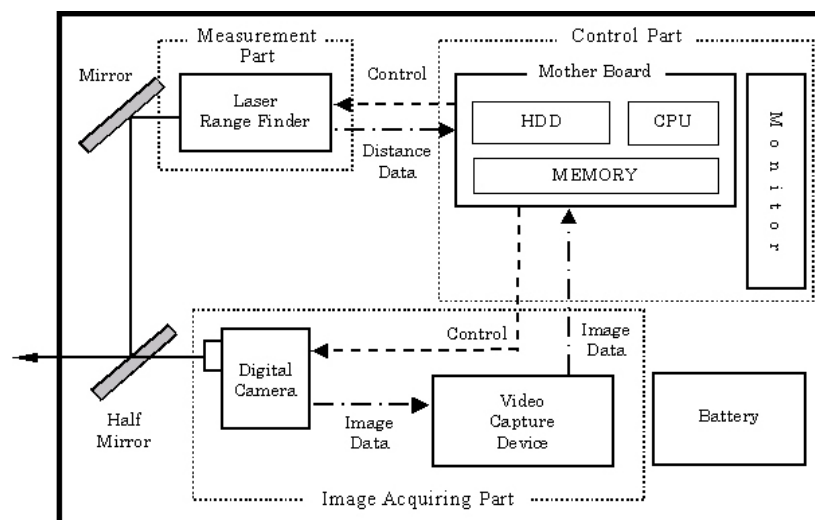 Measurement
Part
Control Part
Mirror
Laser
Range Finder
Control
Distance
Data
Mother Board
HDD
CPU
MEMORY
Monitor
Control
Image
Data
Digital
Camera
Image
Data
Video
Capture
Device
Battery
Half
Mirror
Image Acquiring Part